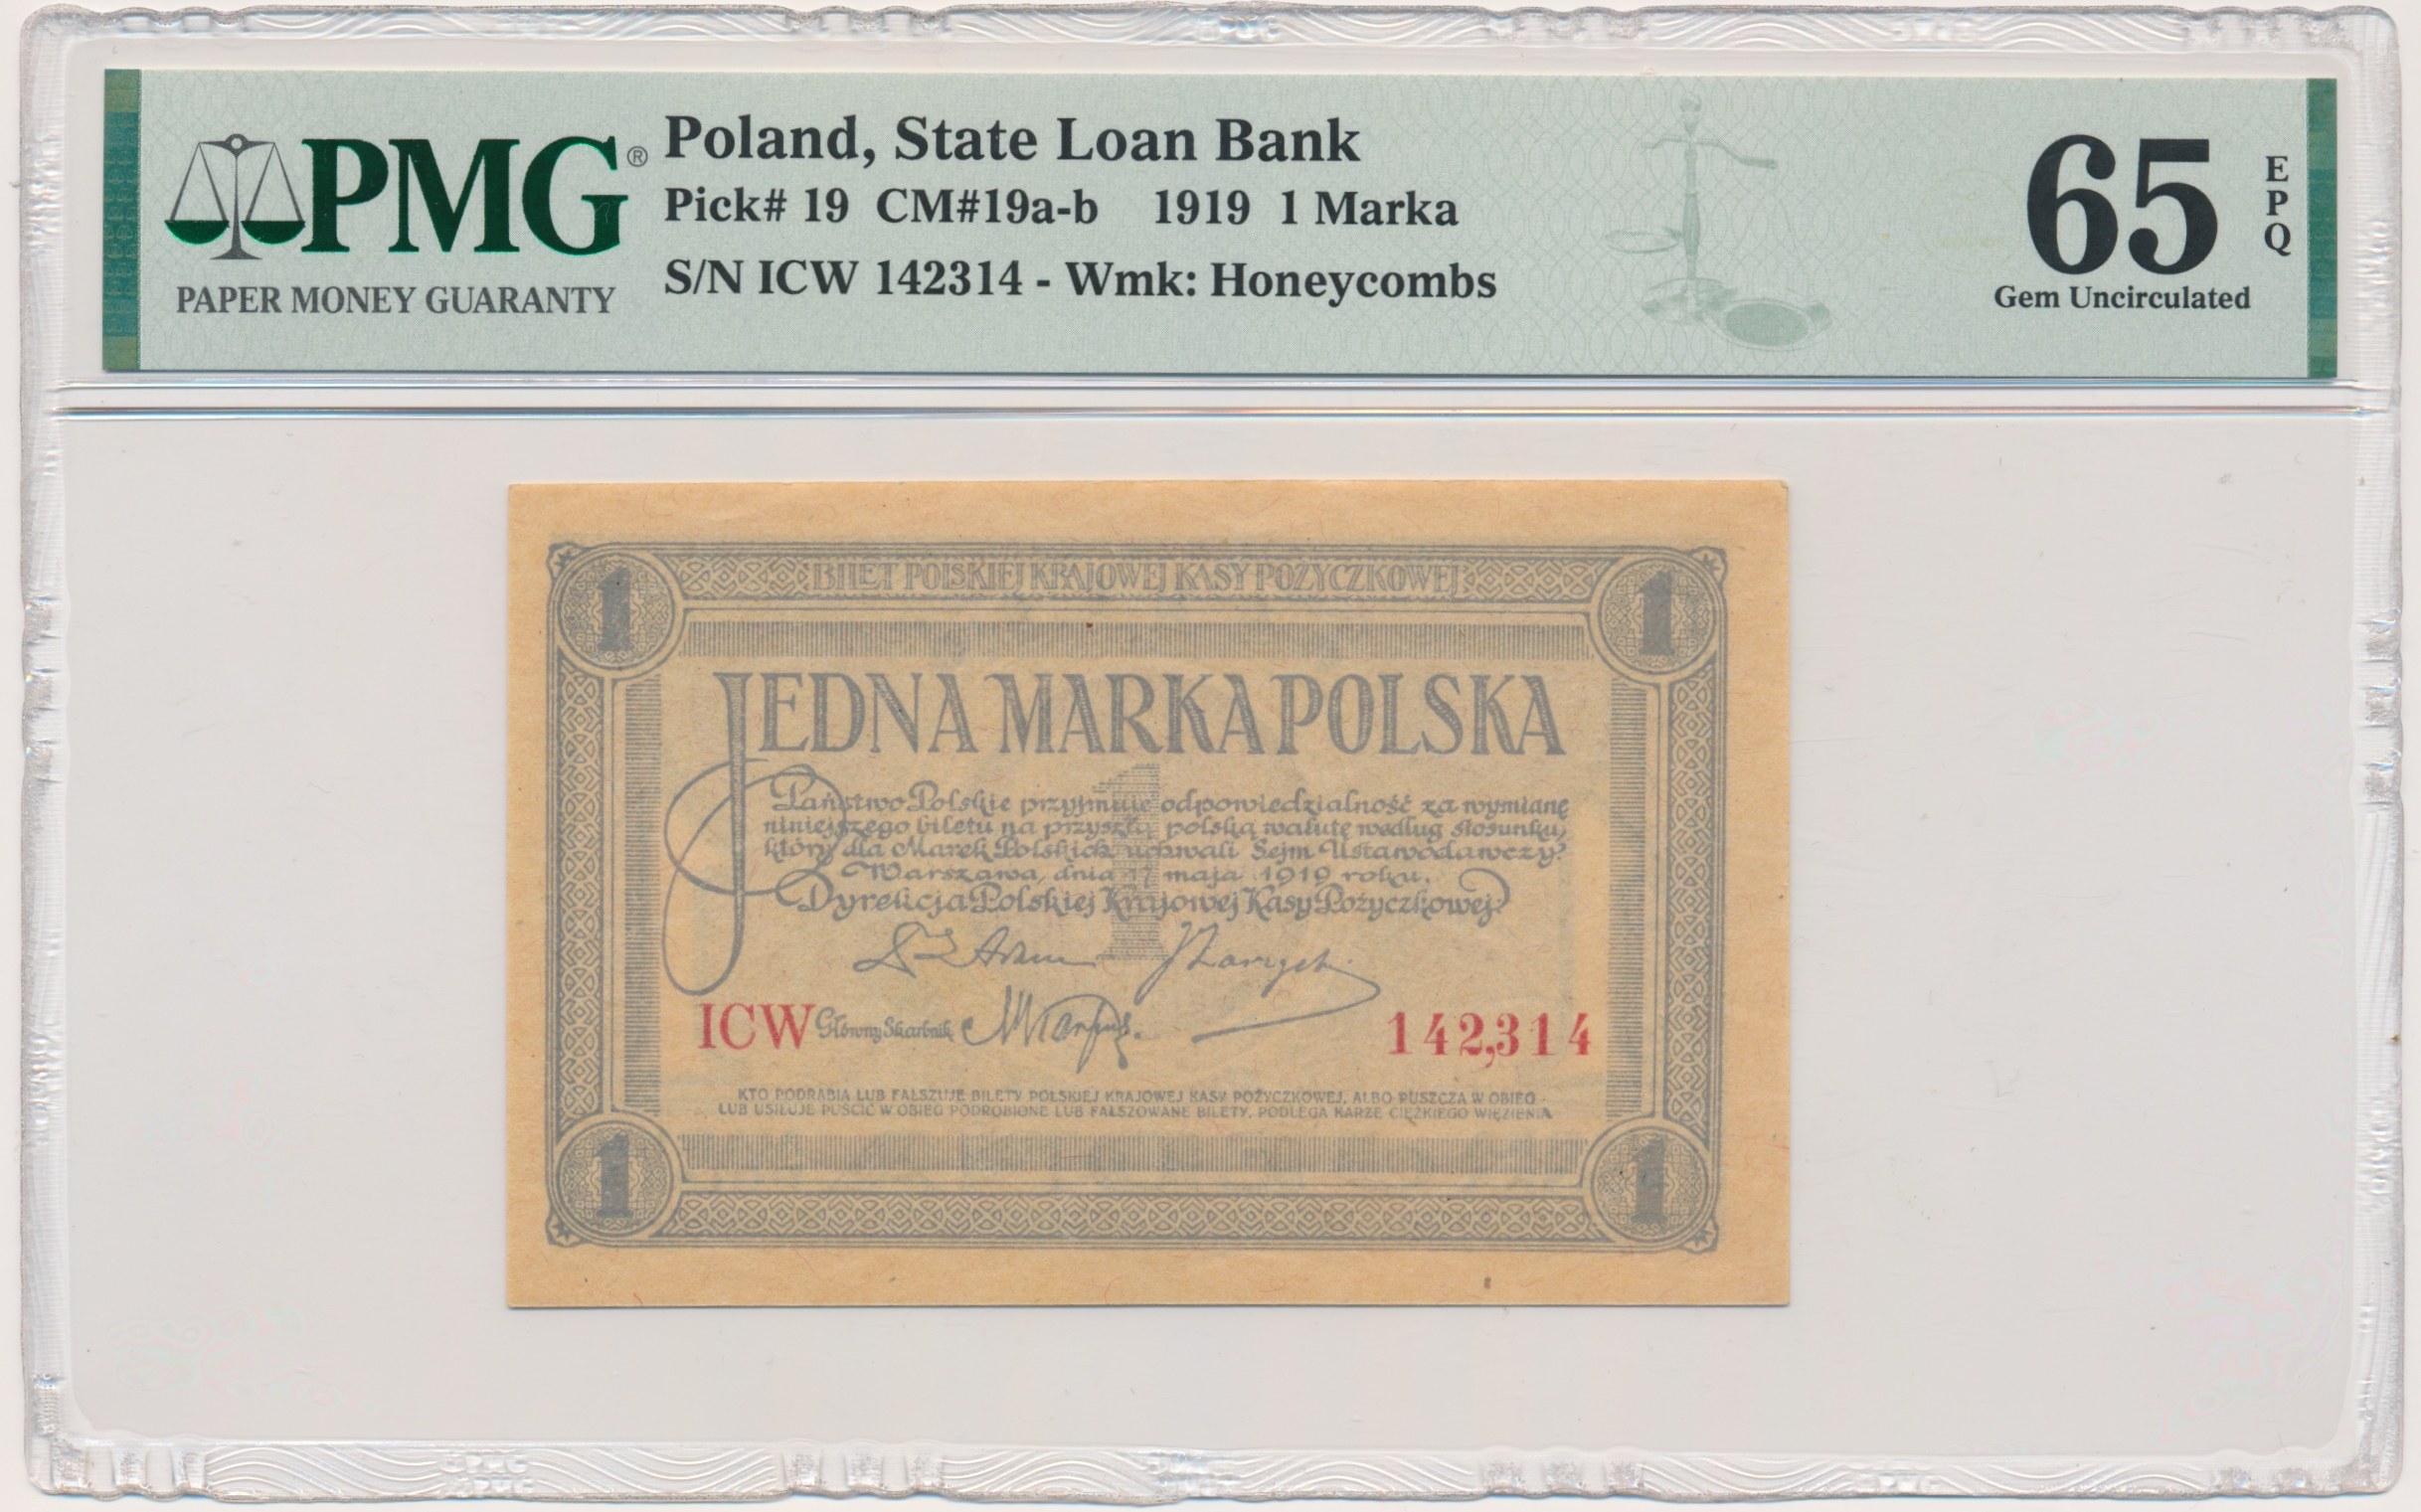 PMG®
PAPER MONEY GUARANTY
Poland, State Loan Bank
Pick# 19 CM#19a-b 1919 1 Marka
S/N ICW 142314 - Wmk: Honeycombs
65
EPQ
Gem Uncirculated
1 BILET POLSKIEJ KRAJOWEJ KASY POŻYCZKOWEJ 1
JEDNA MARKA POLSKA
1
Państwo Polskie przyjmuje odpowiedzialność za wymianę
niniejszego biletu na przyszłą polską walutę według stosunku,
który dla Marek Polskich uchwali Sejm Ustawodawczy.
Warszawa, dnia 17 maja 1919 roku.
Dyrekcja Polskiej Krajowej Kasy Pożyczkowej:
ICW Główny Skarbnik 142,314
KTO PODRABIA LUB FAŁSZUJE BILETY POLSKIEJ KRAJOWEJ KASY POŻYCZKOWEJ, ALBO PUSZCZA W OBIEG
LUB USIŁUJE PUŚCIĆ W OBIEG PODROBIONE LUB FAŁSZOWANE BILETY, PODLEGA KARZE CIĘŻKIEGO WIĘZIENIA
1 1